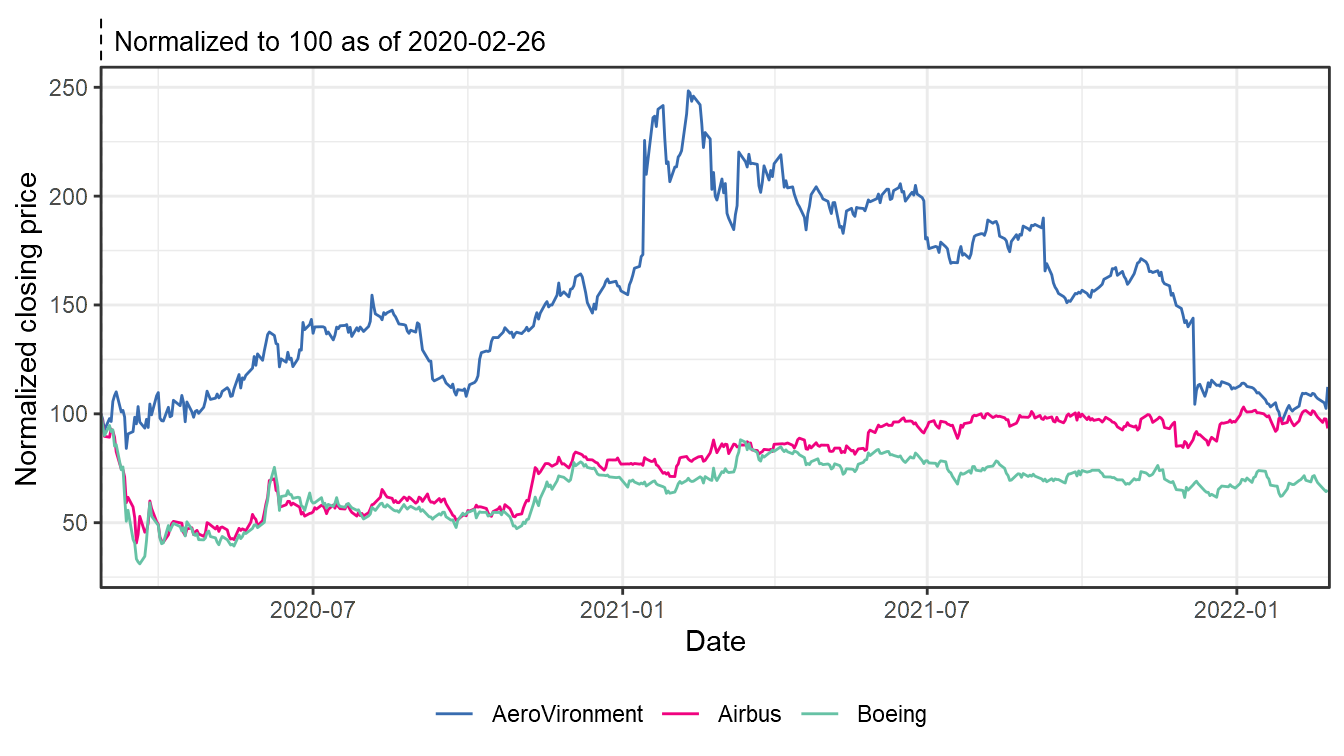 Normalized to 100 as of 2020-02-26
Normalized closing price
250
200
150
100
50
2020-07 2021-01 2021-07 2022-01
Date
AeroVironment Airbus Boeing